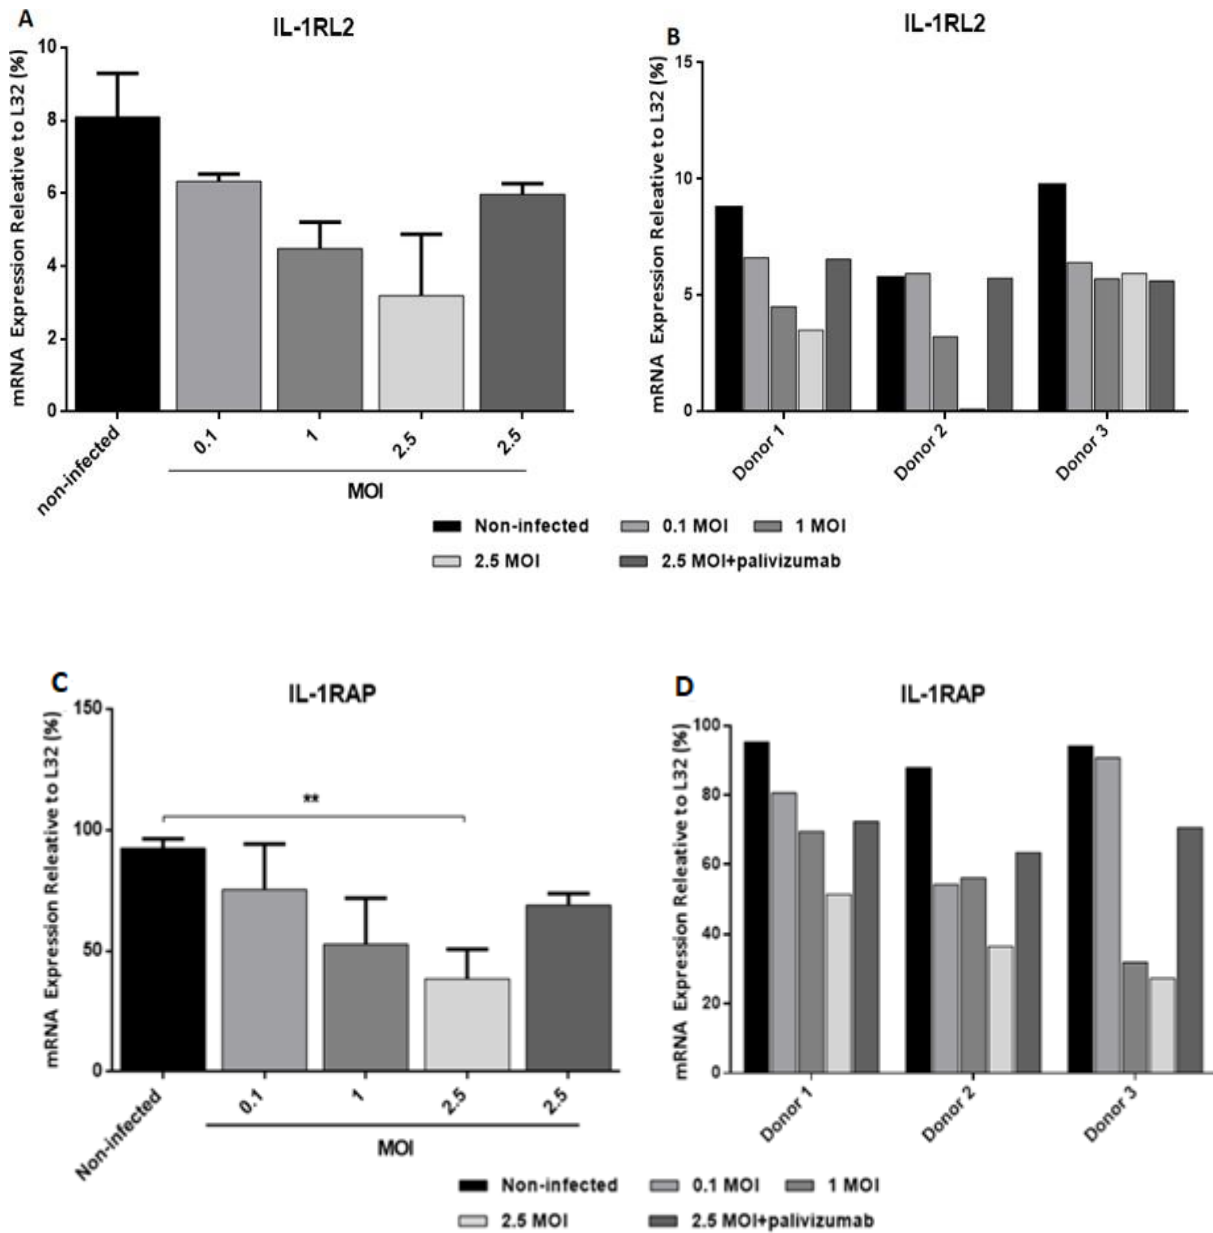 A
IL-1RL2
mRNA Expression Releative to L32 (%)
10
8
6
4
2
0
non-infected
0.1
1
2.5
2.5
MOI
B
IL-1RL2
mRNA Expression Releative to L32 (%)
15
10
5
0
Donor 1
Donor 2
Donor 3
Non-infected
0.1 MOI
1 MOI
2.5 MOI
2.5 MOI+palivizumab
C
IL-1RAP
mRNA Expression Releative to L32 (%)
150
100
50
0
**
Non-infected
0.1
1
2.5
2.5
MOI
D
IL-1RAP
mRNA Expression Releative to L32 (%)
100
80
60
40
20
0
Donor 1
Donor 2
Donor 3
Non-infected
0.1 MOI
1 MOI
2.5 MOI
2.5 MOI+palivizumab